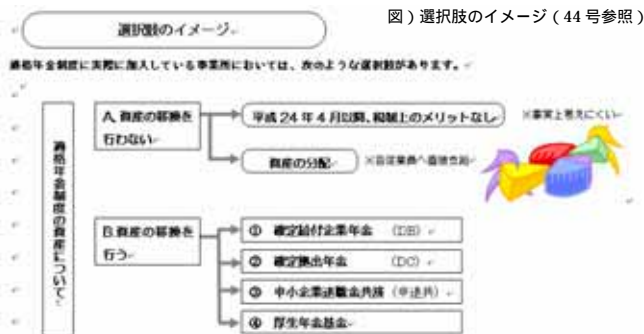 図）選択肢のイメージ（44号参照）
選択肢のイメージ
適格年金制度に実際に加入している事業所においては、次のような選択肢があります。
適格年金制度の資産について
A.資産の移換を
行わない
平成24年4月以降、税制上のメリットなし
※事実上考えにくい
資産の分配
※各従業員へ直接支給
B.資産の移換を
行う
① 確定給付企業年金 （DB）
② 確定拠出年金 （DC）
③ 中小企業退職金共済（中退共）
④ 厚生年金基金